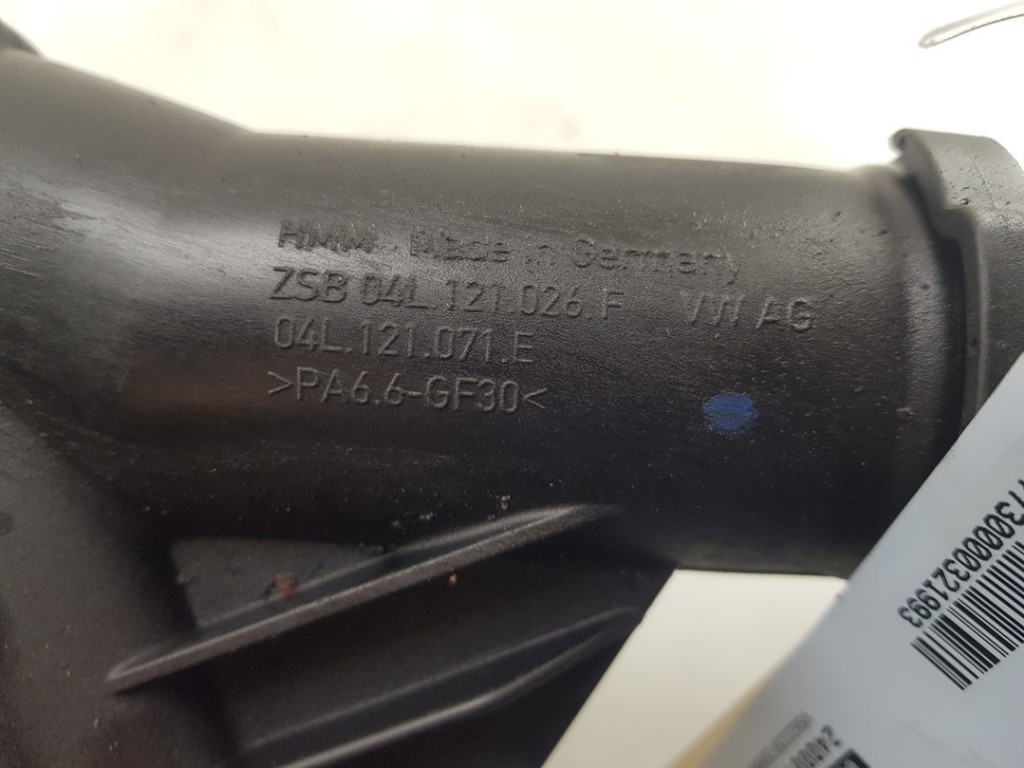 HMM Made in Germany
ZSB 04L.121.026.F VW AG
04L.121.071.E
>PA6.6-GF30<